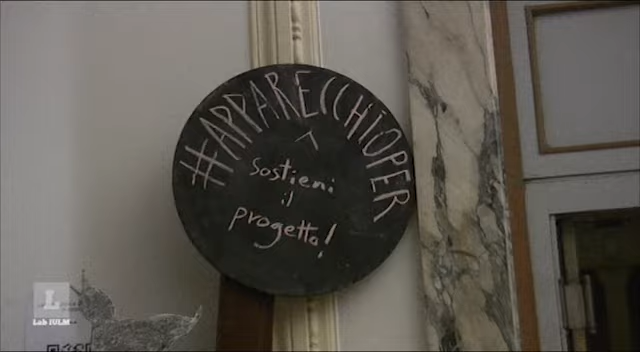 #APPARECCHIOPER
Sostieni
il
progetto!
L
Lab IULM